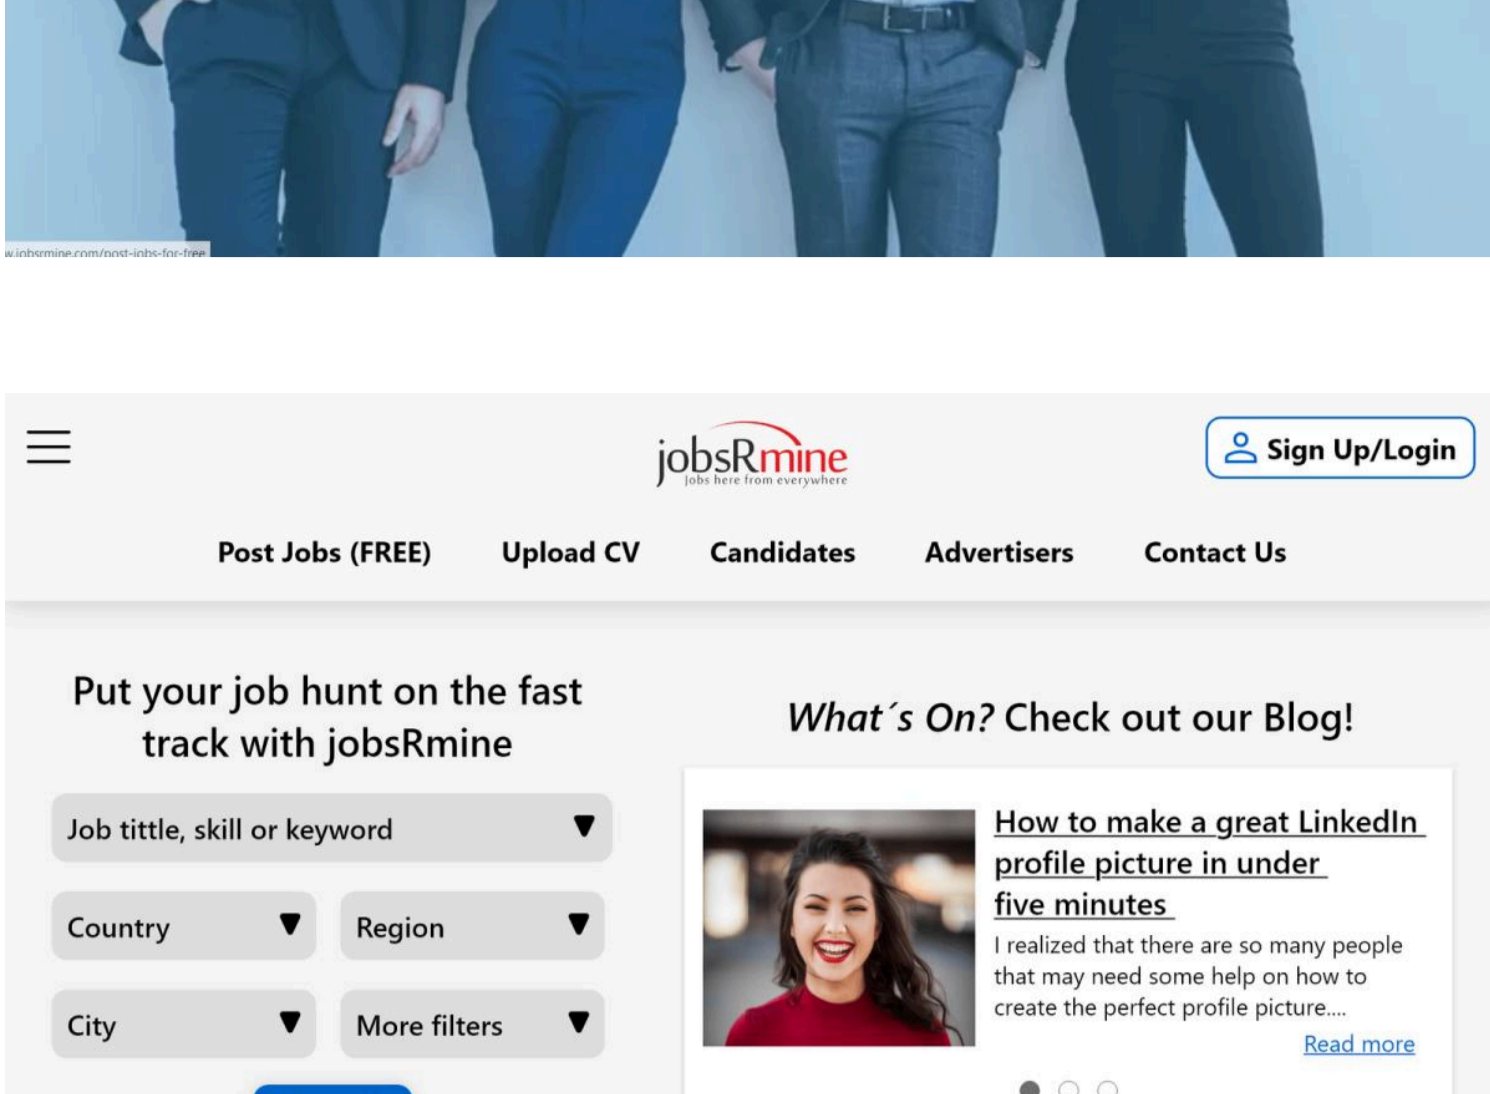 w.jobsrmine.com/post-jobs-for-free
jobsRmine
Jobs here from everywhere
Sign Up/Login
Post Jobs (FREE)
Upload CV
Candidates
Advertisers
Contact Us
Put your job hunt on the fast
track with jobsRmine
Job tittle, skill or keyword
Country
Region
City
More filters
What´s On? Check out our Blog!
How to make a great LinkedIn
profile picture in under
five minutes
I realized that there are so many people
that may need some help on how to
create the perfect profile picture....
Read more